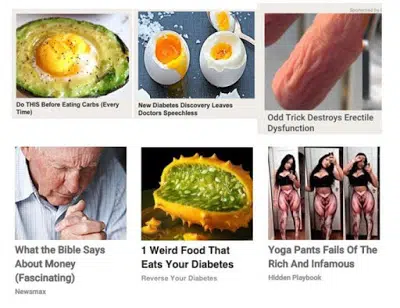 Sponsored by
Do THIS Before Eating Carbs (Every
Time)
New Diabetes Discovery Leaves
Doctors Speechless
Odd Trick Destroys Erectile
Dysfunction
What the Bible Says
About Money
(Fascinating)
Newsmax
1 Weird Food That
Eats Your Diabetes
Reverse Your Diabetes
Yoga Pants Fails Of The
Rich And Infamous
Hidden Playbook